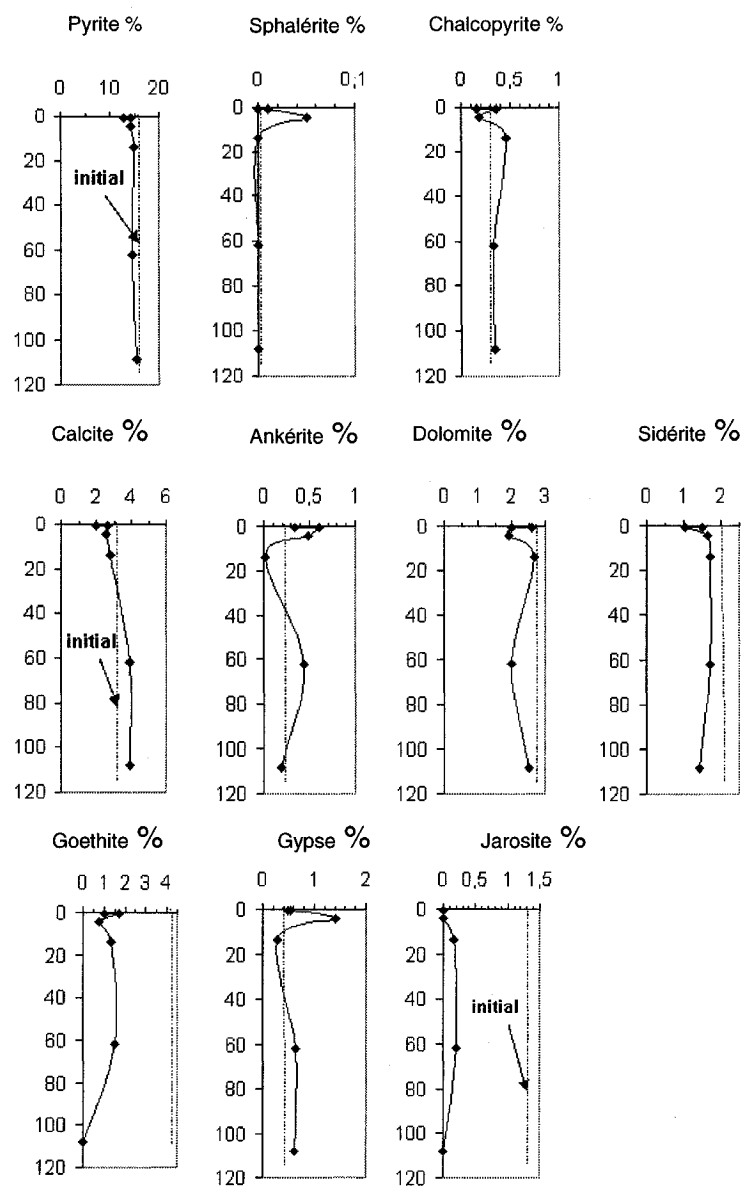 Pyrite % Sphalérite % Chalcopyrite %
0 10 20 0 0,1 0 0,5 1
0 0 0
20 20 20
initial
40 40 40
60 60 60
80 80 80
100 100 100
120 120 120
Calcite % Ankérite % Dolomite % Sidérite %
0 2 4 6 0 0,5 1 0 1 2 3 0 1 2
0 0 0 0
20 20 20 20
40 40 40 40
initial
60 60 60 60
80 80 80 80
100 100 100 100
120 120 120 120
Goethite % Gypse % Jarosite %
0 1 2 3 4 0 1 2 0 0,5 1 1,5
0 0 0
20 20 20
40 40 40
initial
60 60 60
80 80 80
100 100 100
120 120 120